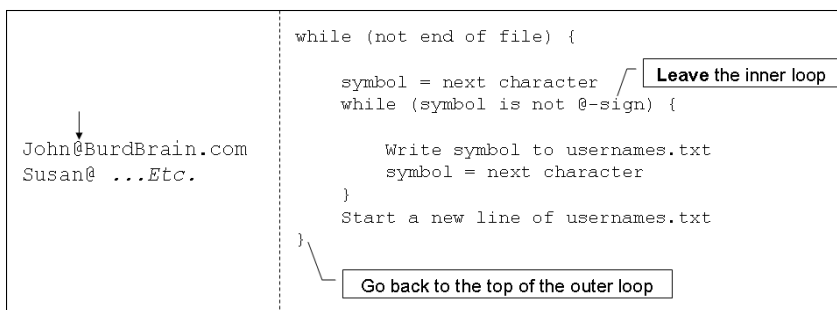 John@BurdBrain.com
Susan@ ...Etc.
while (not end of file) {
symbol = next character
Leave the inner loop
while (symbol is not @-sign) {
Write symbol to usernames.txt
symbol = next character
}
Start a new line of usernames.txt
}
Go back to the top of the outer loop